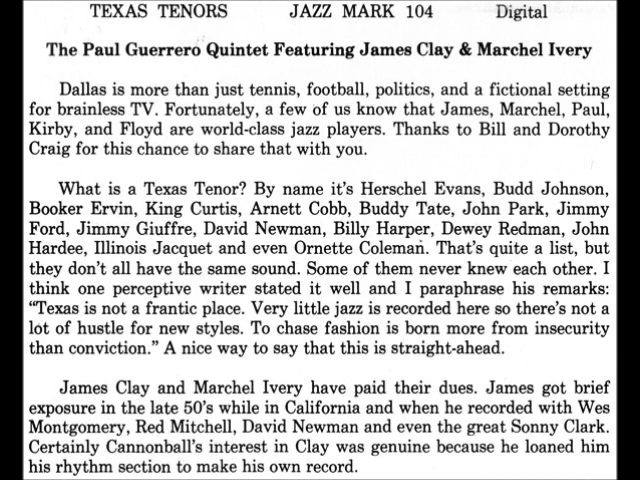 TEXAS TENORS JAZZ MARK 104 Digital
The Paul Guerrero Quintet Featuring James Clay & Marchel Ivery
Dallas is more than just tennis, football, politics, and a fictional setting
for brainless TV. Fortunately, a few of us know that James, Marchel, Paul,
Kirby, and Floyd are world-class jazz players. Thanks to Bill and Dorothy
Craig for this chance to share that with you.
What is a Texas Tenor? By name it's Herschel Evans, Budd Johnson,
Booker Ervin, King Curtis, Arnett Cobb, Buddy Tate, John Park, Jimmy
Ford, Jimmy Giuffre, David Newman, Billy Harper, Dewey Redman, John
Hardee, Illinois Jacquet and even Ornette Coleman. That's quite a list, but
they don't all have the same sound. Some of them never knew each other. I
think one perceptive writer stated it well and I paraphrase his remarks:
"Texas is not a frantic place. Very little jazz is recorded here so there's not a
lot of hustle for new styles. To chase fashion is born more from insecurity
than conviction." A nice way to say that this is straight-ahead.
James Clay and Marchel Ivery have paid their dues. James got brief
exposure in the late 50's while in California and when he recorded with Wes
Montgomery, Red Mitchell, David Newman and even the great Sonny Clark.
Certainly Cannonball's interest in Clay was genuine because he loaned him
his rhythm section to make his own record.